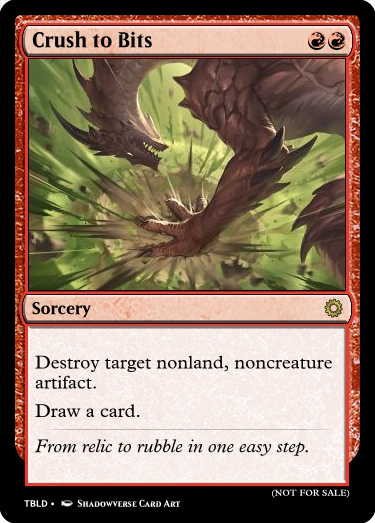 Crush to Bits
Sorcery
Destroy target nonland, noncreature
artifact.
Draw a card.
From relic to rubble in one easy step.
(NOT FOR SALE)
TBLD • Shadowverse Card Art